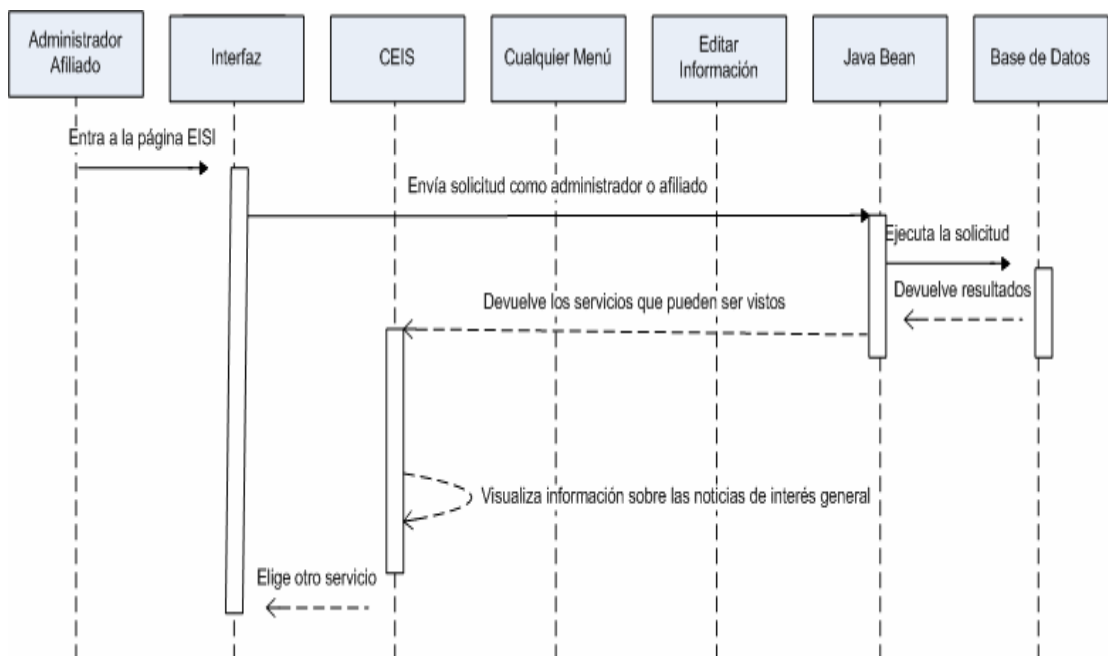 Administrador
Afiliado
Interfaz
CEIS
Cualquier Menú
Editar
Información
Java Bean
Base de Datos
Entra a la página EISI
Envía solicitud como administrador o afiliado
Ejecuta la solicitud
Devuelve resultados
Devuelve los servicios que pueden ser vistos
Visualiza información sobre las noticias de interés general
Elige otro servicio